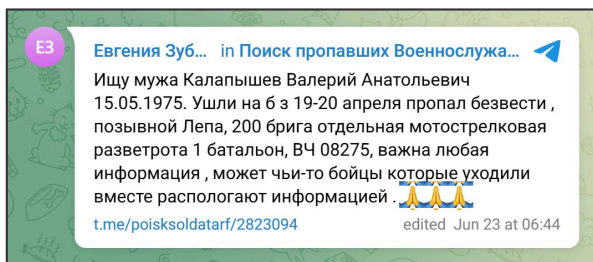 ЕЗ
Евгения Зуб... in Поиск пропавших Военнослужа...
Ищу мужа Калапышев Валерий Анатольевич
15.05.1975. Ушли на б з 19-20 апреля пропал безвести ,
позывной Лепа, 200 брига отдельная мотострелковая
разветрота 1 батальон, ВЧ 08275, важна любая
информация , может чьи-то бойцы которые уходили
вместе распологают информацией . 🙏🙏🙏
t.me/poisksoldatarf/2823094 edited Jun 23 at 06:44